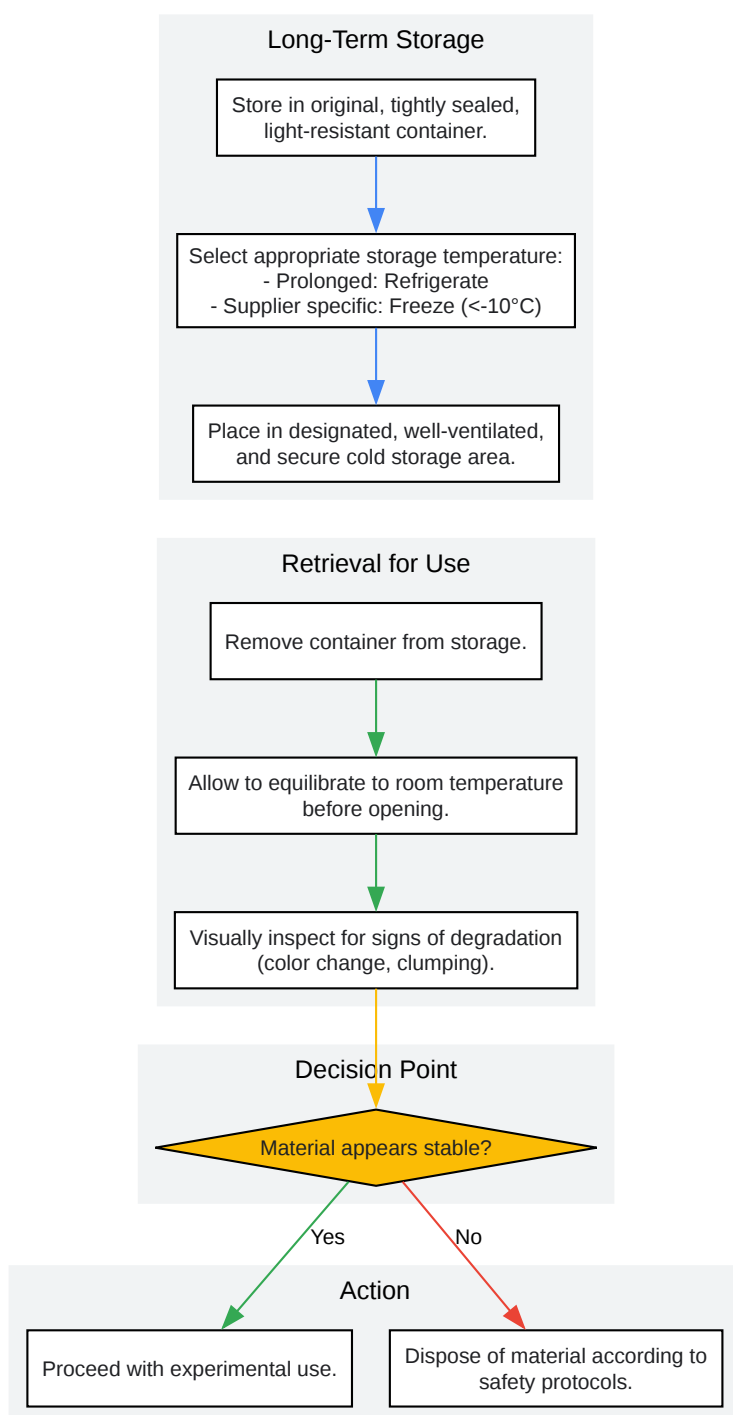 Long-Term Storage
Store in original, tightly sealed,
light-resistant container.
Select appropriate storage temperature:
- Prolonged: Refrigerate
- Supplier specific: Freeze (<-10°C)
Place in designated, well-ventilated,
and secure cold storage area.
Retrieval for Use
Remove container from storage.
Allow to equilibrate to room temperature
before opening.
Visually inspect for signs of degradation
(color change, clumping).
Decision Point
Material appears stable?
Yes
No
Action
Proceed with experimental use.
Dispose of material according to
safety protocols.